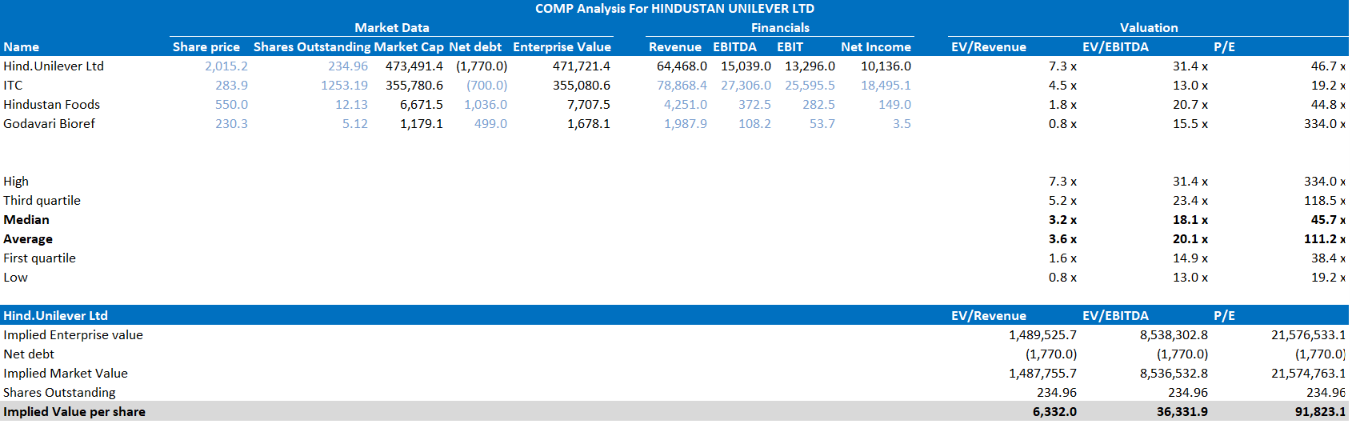 COMP Analysis For HINDUSTAN UNILEVER LTD
Market Data Financials Valuation
Name Share price Shares Outstanding Market Cap Net debt Enterprise Value Revenue EBITDA EBIT Net Income EV/Revenue EV/EBITDA P/E
Hind.Unilever Ltd 2,015.2 234.96 473,491.4 (1,770.0) 471,721.4 64,468.0 15,039.0 13,296.0 10,136.0 7.3 x 31.4 x 46.7 x
ITC 283.9 1253.19 355,780.6 (700.0) 355,080.6 78,868.4 27,306.0 25,595.5 18,495.1 4.5 x 13.0 x 19.2 x
Hindustan Foods 550.0 12.13 6,671.5 1,036.0 7,707.5 4,251.0 372.5 282.5 149.0 1.8 x 20.7 x 44.8 x
Godavari Bioref 230.3 5.12 1,179.1 499.0 1,678.1 1,987.9 108.2 53.7 3.5 0.8 x 15.5 x 334.0 x
High 7.3 x 31.4 x 334.0 x
Third quartile 5.2 x 23.4 x 118.5 x
Median 3.2 x 18.1 x 45.7 x
Average 3.6 x 20.1 x 111.2 x
First quartile 1.6 x 14.9 x 38.4 x
Low 0.8 x 13.0 x 19.2 x
Hind.Unilever Ltd EV/Revenue EV/EBITDA P/E
Implied Enterprise value 1,489,525.7 8,538,302.8 21,576,533.1
Net debt (1,770.0) (1,770.0) (1,770.0)
Implied Market Value 1,487,755.7 8,536,532.8 21,574,763.1
Shares Outstanding 234.96 234.96 234.96
Implied Value per share 6,332.0 36,331.9 91,823.1